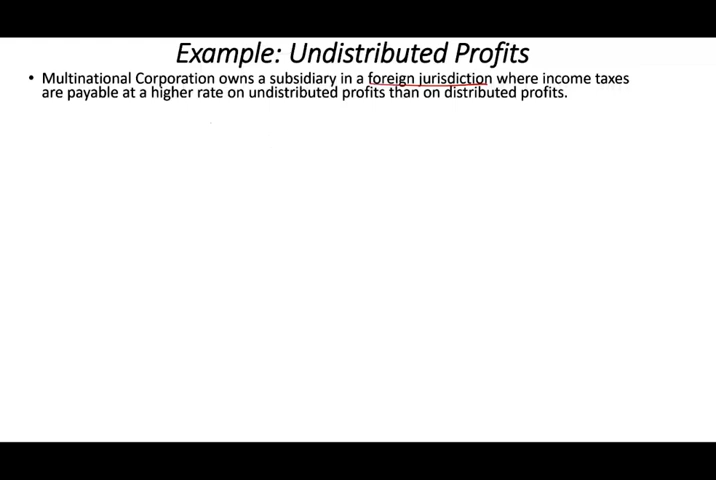 Example: Undistributed Profits
• Multinational Corporation owns a subsidiary in a foreign jurisdiction where income taxes
are payable at a higher rate on undistributed profits than on distributed profits.